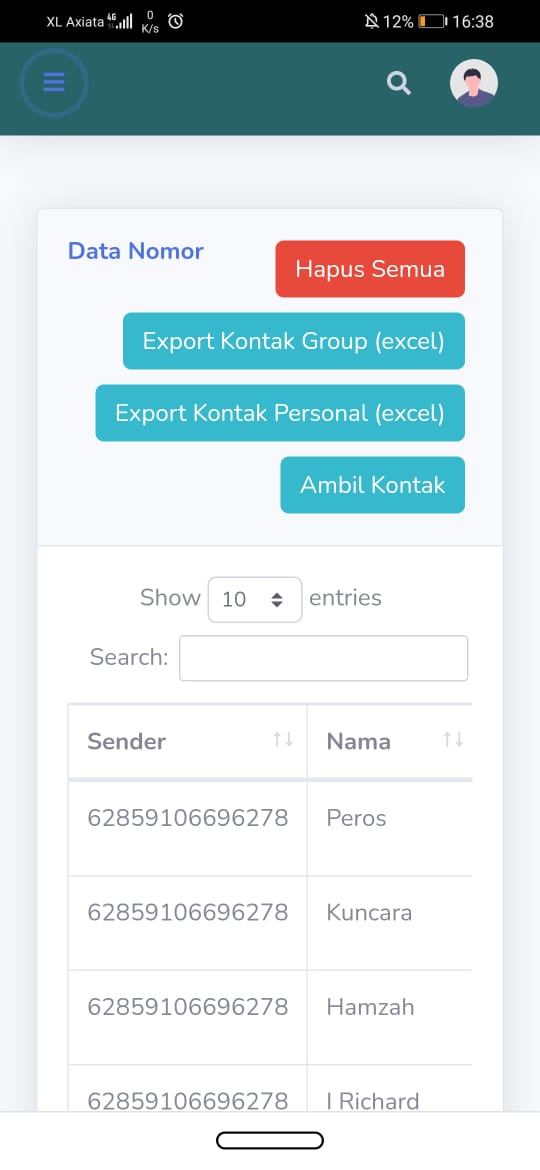 XL Axiata 4G 0 K/s 12% 16:38
Data Nomor
Hapus Semua
Export Kontak Group (excel)
Export Kontak Personal (excel)
Ambil Kontak
Show 10 entries
Search:
Sender Nama
62859106696278 Peros
62859106696278 Kuncara
62859106696278 Hamzah
62859106696278 I Richard